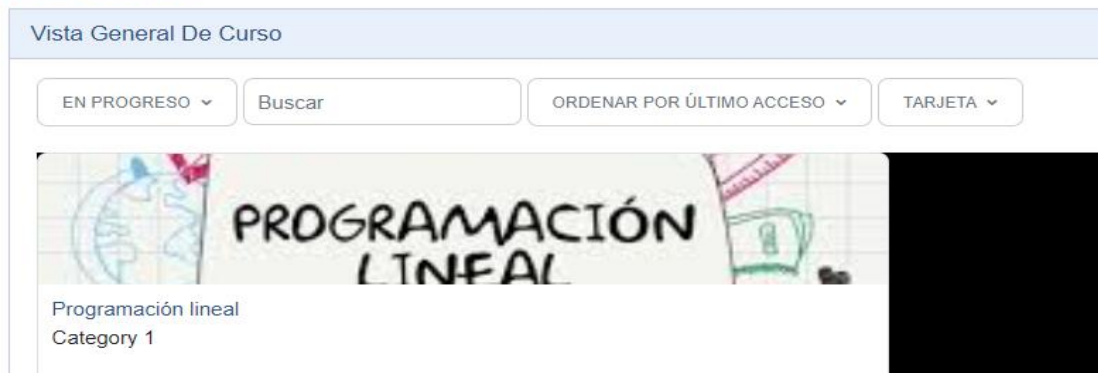 Vista General De Curso
EN PROGRESO Buscar ORDENAR POR ÚLTIMO ACCESO TARJETA
PROGRAMACIÓN
LINEAL
Programación lineal
Category 1